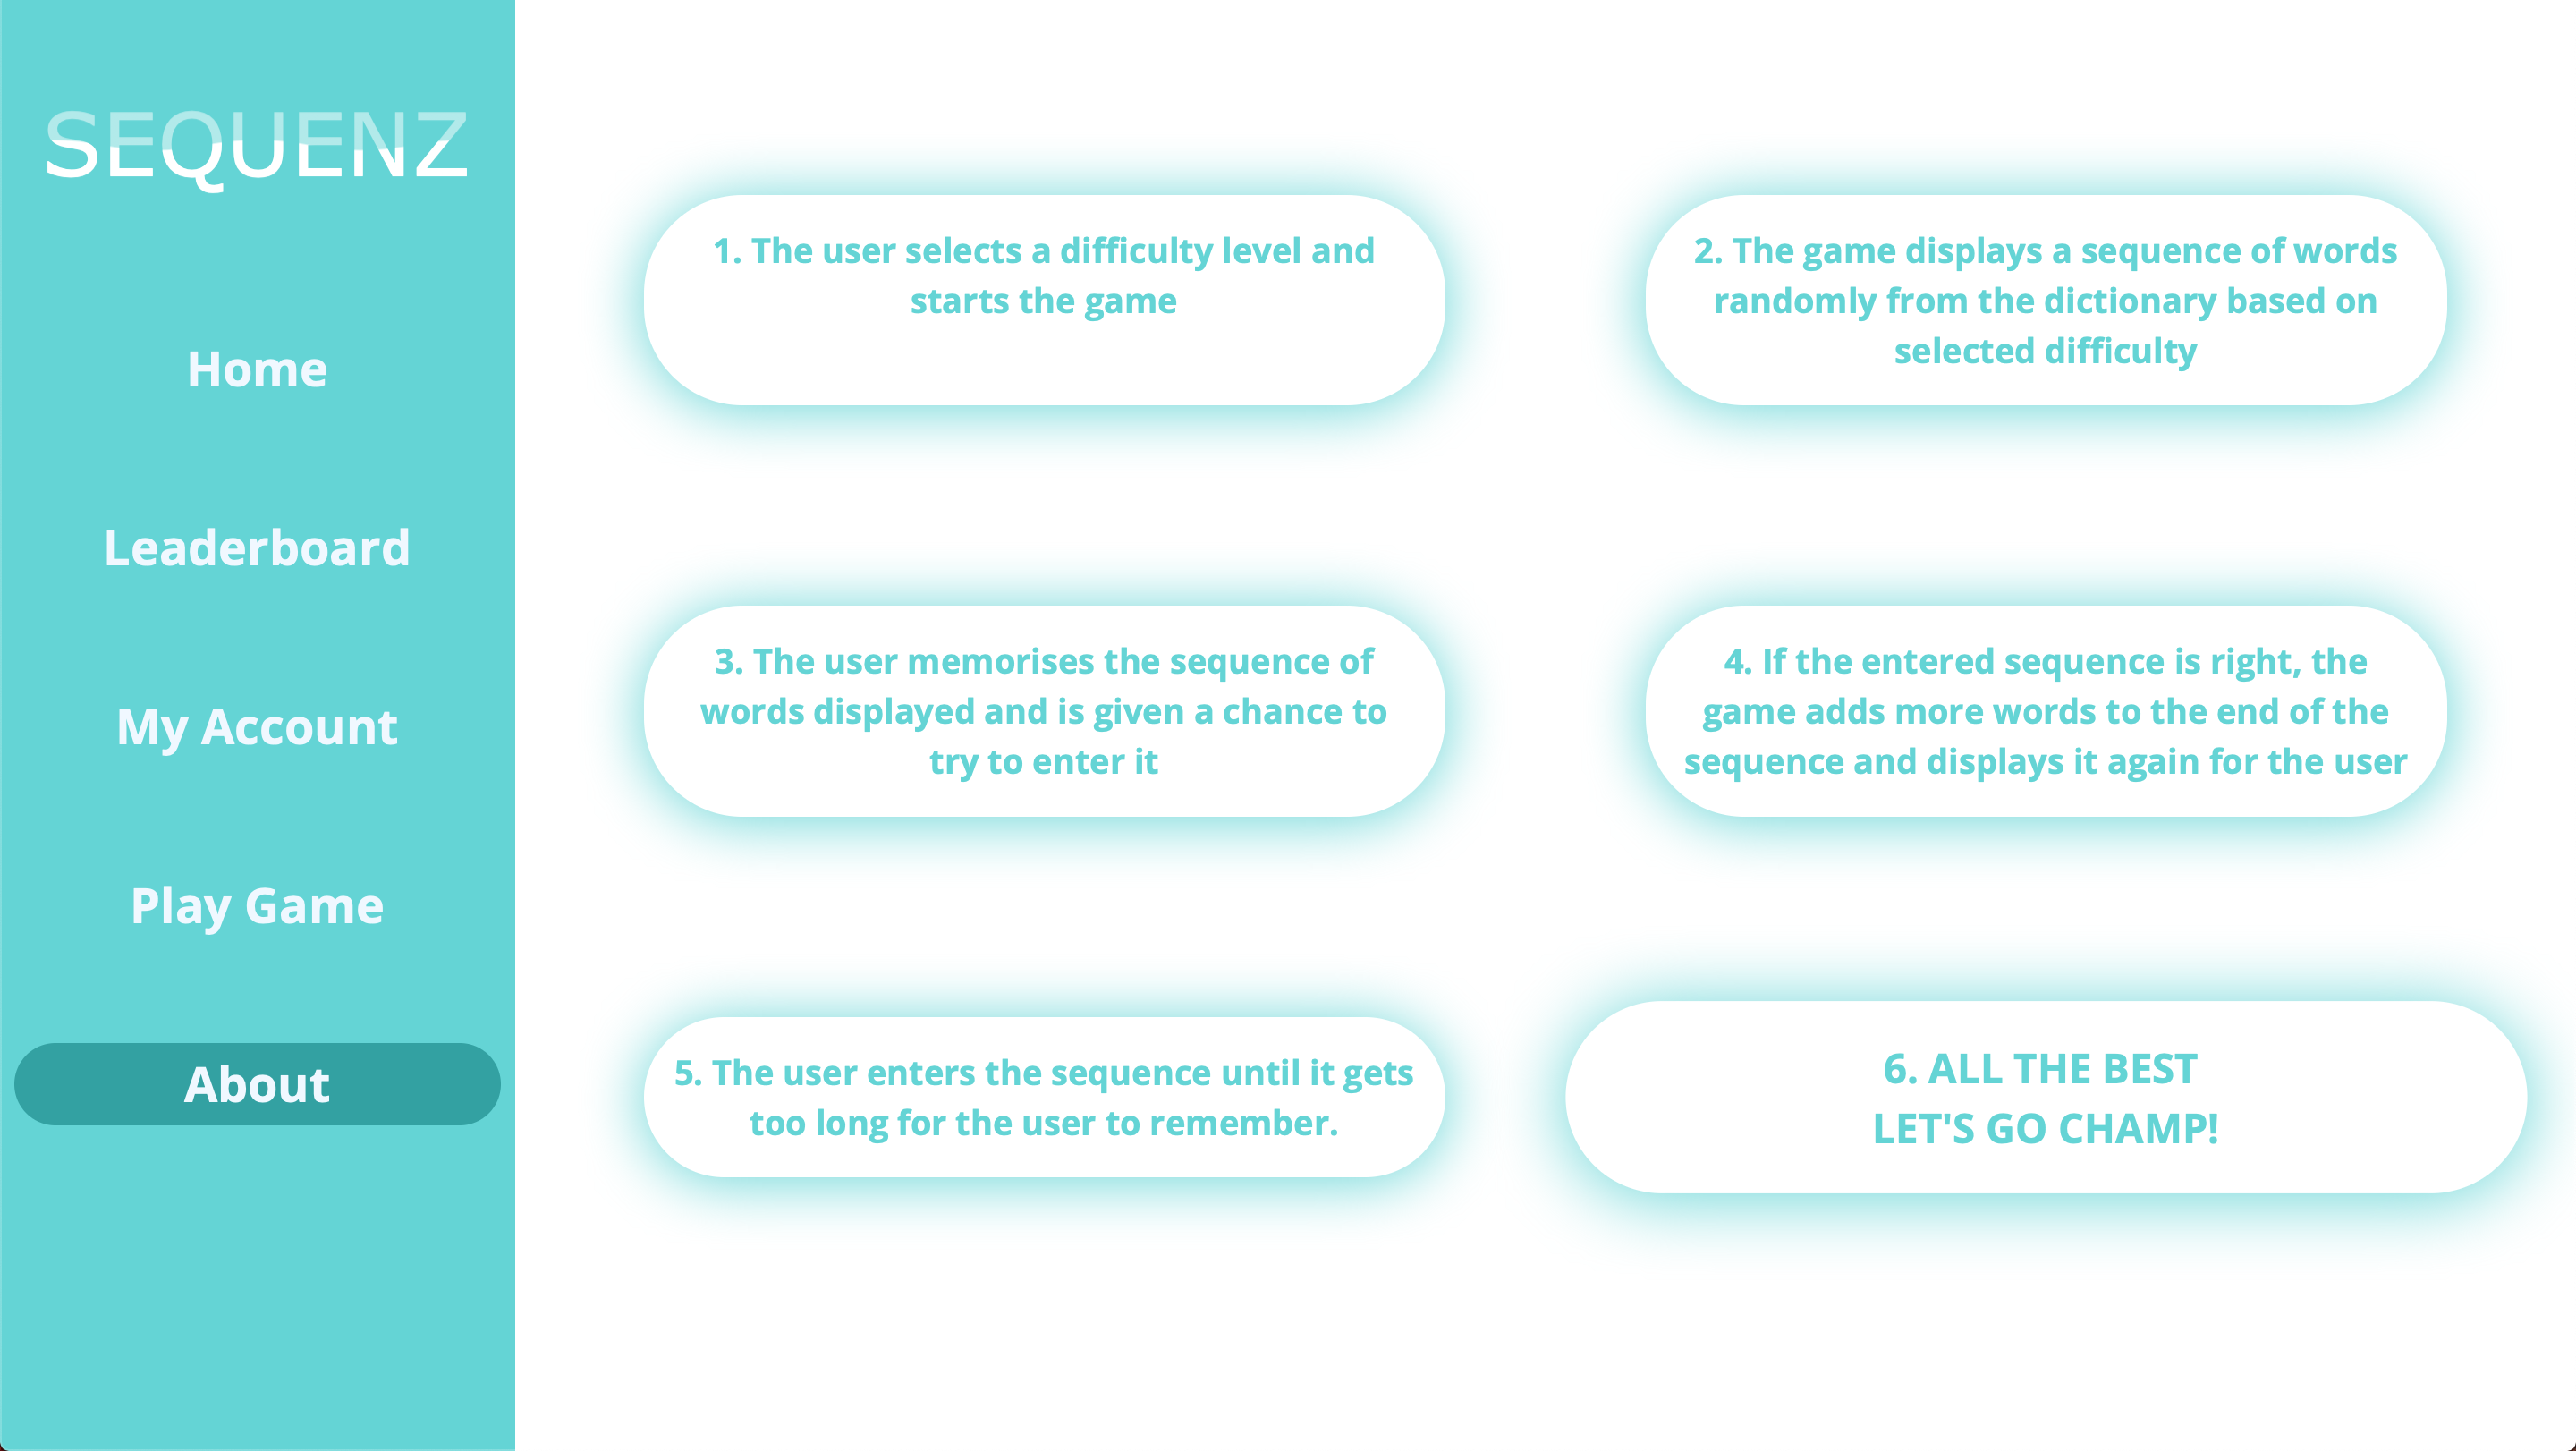 SEQUENZ
Home
Leaderboard
My Account
Play Game
About
1. The user selects a difficulty level and
starts the game
2. The game displays a sequence of words
randomly from the dictionary based on
selected difficulty
3. The user memorises the sequence of
words displayed and is given a chance to
try to enter it
4. If the entered sequence is right, the
game adds more words to the end of the
sequence and displays it again for the user
5. The user enters the sequence until it gets
too long for the user to remember.
6. ALL THE BEST
LET'S GO CHAMP!